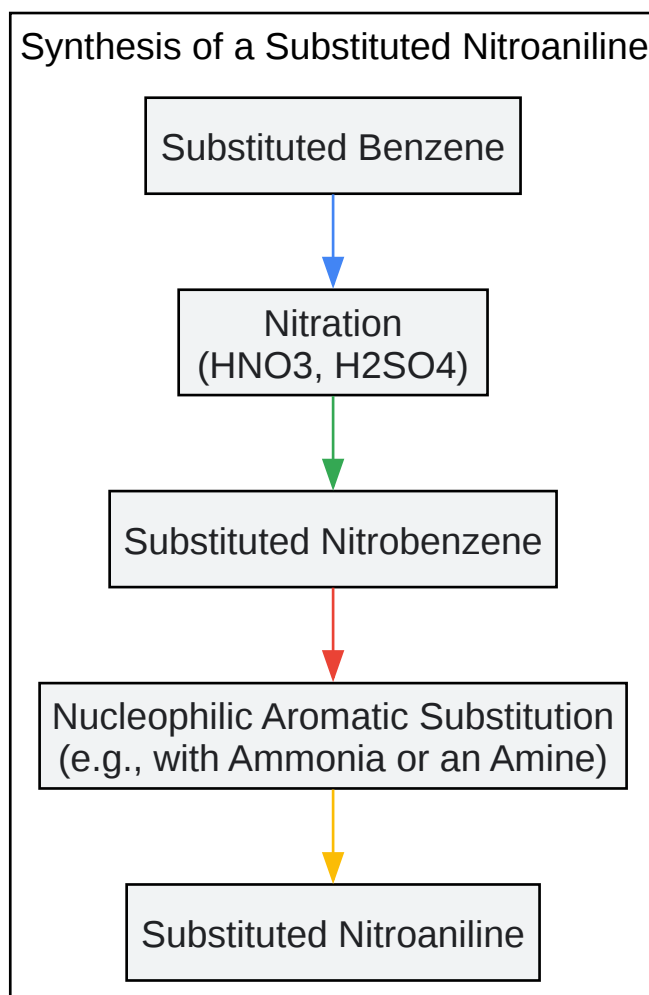 Synthesis of a Substituted Nitroaniline
Substituted Benzene
Nitration
(HNO3, H2SO4)
Substituted Nitrobenzene
Nucleophilic Aromatic Substitution
(e.g., with Ammonia or an Amine)
Substituted Nitroaniline